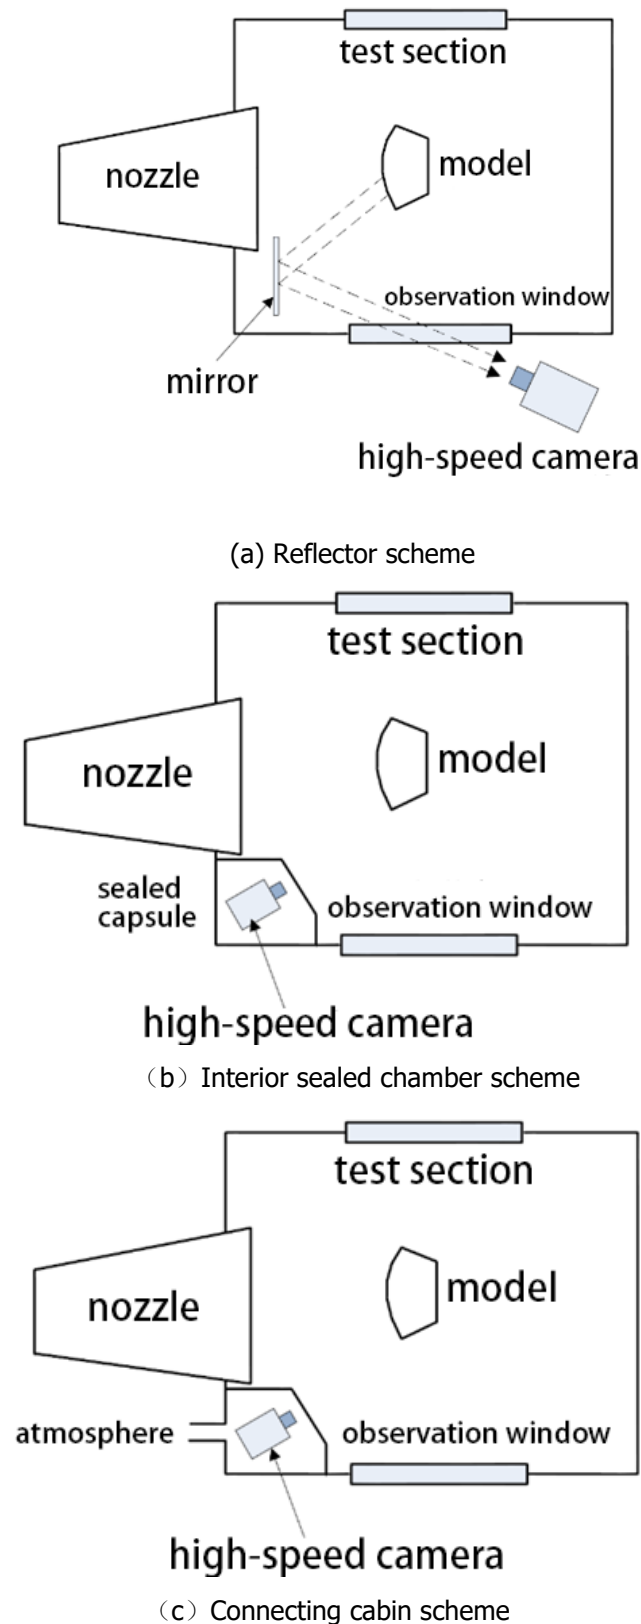 test section
nozzle
model
observation window
mirror
high-speed camera
(a) Reflector scheme
test section
nozzle
model
sealed
capsule
observation window
high-speed camera
（b）Interior sealed chamber scheme
test section
nozzle
model
atmosphere
observation window
high-speed camera
（c）Connecting cabin scheme